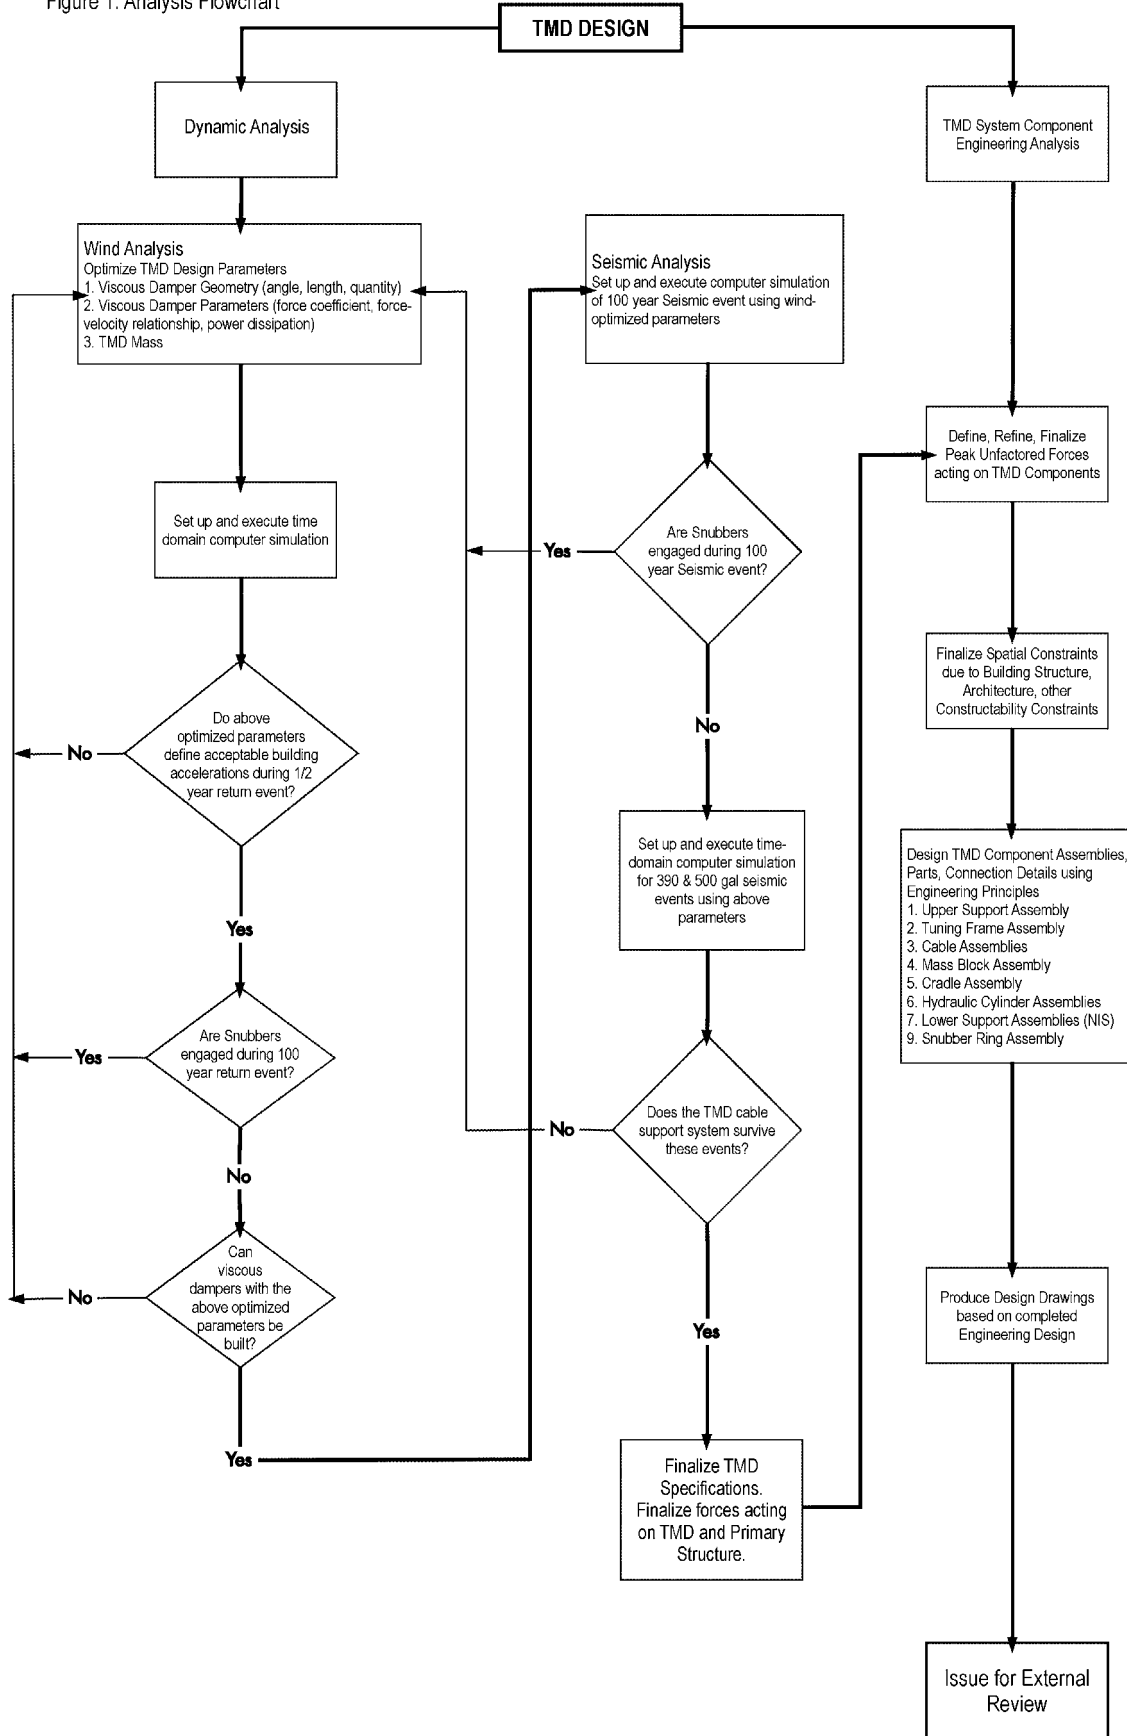 Figure 1. Analysis Flowchart
TMD DESIGN
Dynamic Analysis
Wind Analysis
Optimize TMD Design Parameters
1. Viscous Damper Geometry (angle, length, quantity)
2. Viscous Damper Parameters (force coefficient, force-
velocity relationship, power dissipation)
3. TMD Mass
Set up and execute time
domain computer simulation
Do above
optimized parameters
define acceptable building
accelerations during 1/2
year return event?
No
Yes
Are Snubbers
engaged during 100
year return event?
Yes
No
Can
viscous
dampers with the
above optimized
parameters be
built?
No
Yes
Seismic Analysis
Set up and execute computer simulation
of 100 year Seismic event using wind-
optimized parameters
Are Snubbers
engaged during 100
year Seismic event?
Yes
No
Set up and execute time-
domain computer simulation
for 390 & 500 gal seismic
events using above
parameters
Does the TMD cable
support system survive
these events?
No
Yes
Finalize TMD
Specifications.
Finalize forces acting
on TMD and Primary
Structure.
TMD System Component
Engineering Analysis
Define, Refine, Finalize
Peak Unfactored Forces
acting on TMD Components
Finalize Spatial Constraints
due to Building Structure,
Architecture, other
Constructability Constraints
Design TMD Component Assemblies,
Parts, Connection Details using
Engineering Principles
1. Upper Support Assembly
2. Tuning Frame Assembly
3. Cable Assemblies
4. Mass Block Assembly
5. Cradle Assembly
6. Hydraulic Cylinder Assemblies
7. Lower Support Assemblies (NIS)
9. Snubber Ring Assembly
Produce Design Drawings
based on completed
Engineering Design
Issue for External
Review